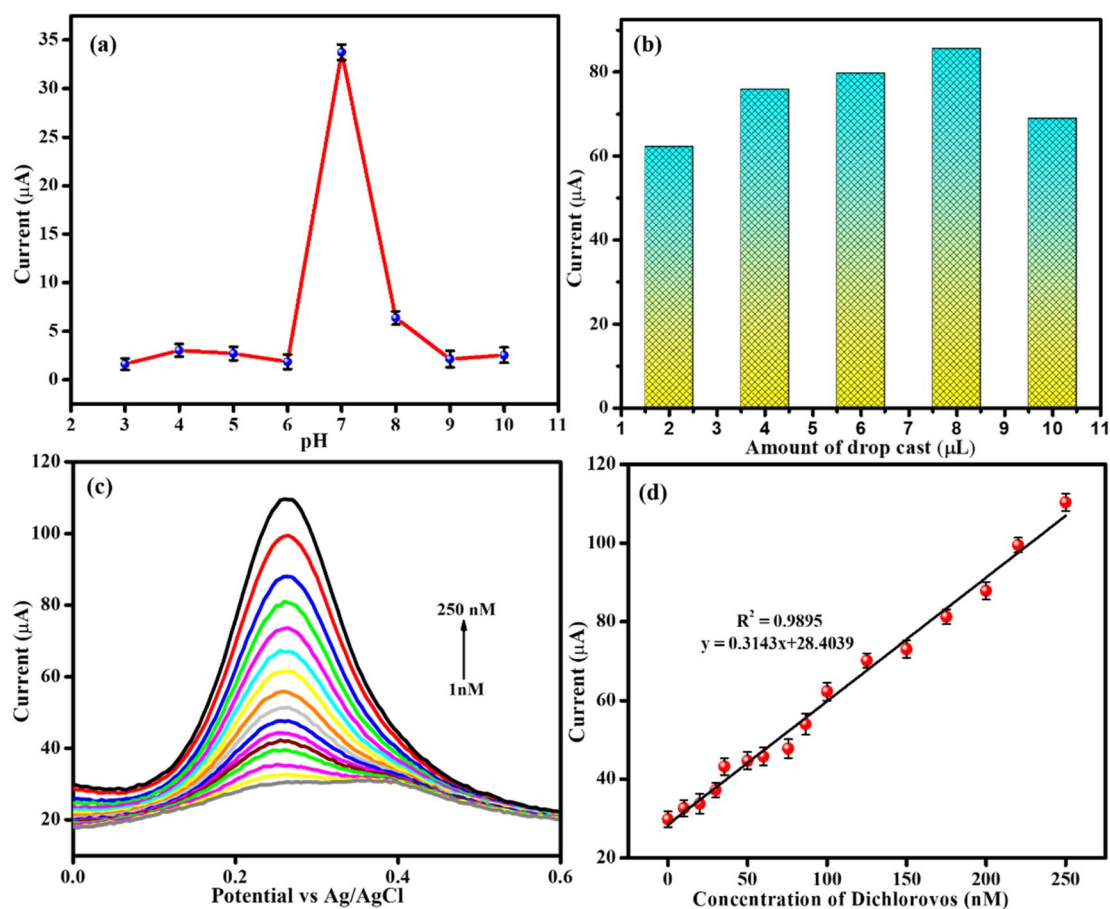 (a)
35
30
25
20
15
10
5
0
Current (μA)
2 3 4 5 6 7 8 9 10 11
pH
(b)
80
60
40
20
0
Current (μA)
1 2 3 4 5 6 7 8 9 10 11
Amount of drop cast (μL)
(c)
120
100
80
60
40
20
Current (μA)
250 nM
1nM
0.0 0.2 0.4 0.6
Potential vs Ag/AgCl
(d)
120
100
80
60
40
20
Current (μA)
R² = 0.9895
y = 0.3143x+28.4039
0 50 100 150 200 250
Concentration of Dichlorovos (nM)